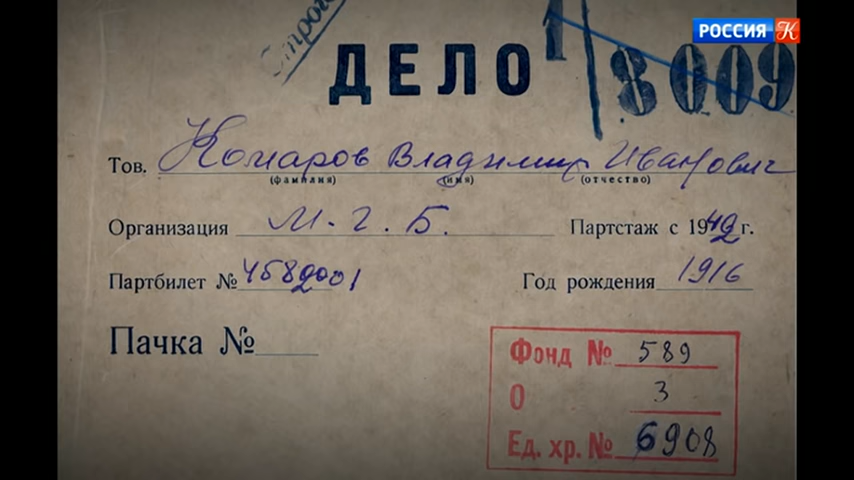 РОССИЯ К
Строго
ДЕЛО 1/8009
Тов. Комаров Владимир Иванович
(фамилия) (имя) (отчество)
Организация М.Г.Б. Партстаж с 1942 г.
Партбилет № 4582001 Год рождения 1916
Пачка №
Фонд № 589
О 3
Ед. хр. № 6908